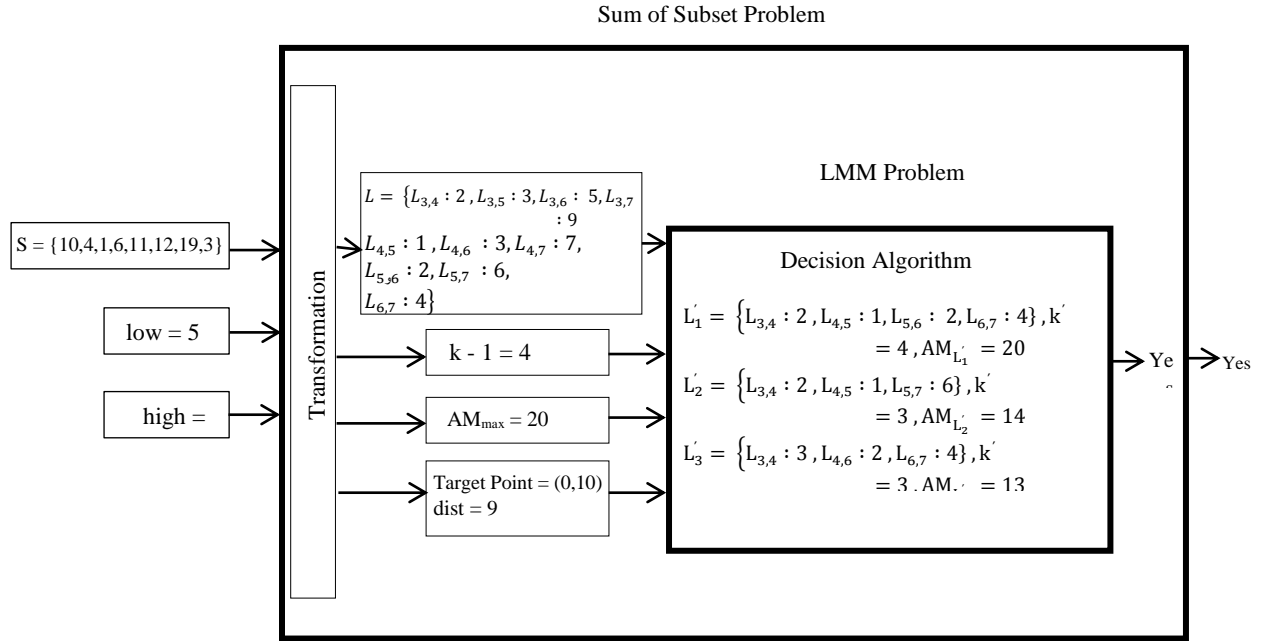 Sum of Subset Problem
S = {10,4,1,6,11,12,19,3}
low = 5
high =
Transformation
L = {L3,4 : 2 , L3,5 : 3, L3,6 : 5, L3,7
: 9
L4,5 : 1 , L4,6 : 3, L4,7 : 7,
L5,6 : 2, L5,7 : 6,
L6,7 : 4}
k - 1 = 4
AMmax = 20
Target Point = (0,10)
dist = 9
LMM Problem
Decision Algorithm
L′1 = {L3,4 : 2 , L4,5 : 1, L5,6 : 2, L6,7 : 4} , k′
= 4 , AML′1 = 20
L′2 = {L3,4 : 2 , L4,5 : 1, L5,7 : 6} , k′
= 3 , AML′2 = 14
L′3 = {L3,4 : 3 , L4,6 : 2 , L6,7 : 4} , k′
= 3 , AML′ = 13
Ye
s
Yes